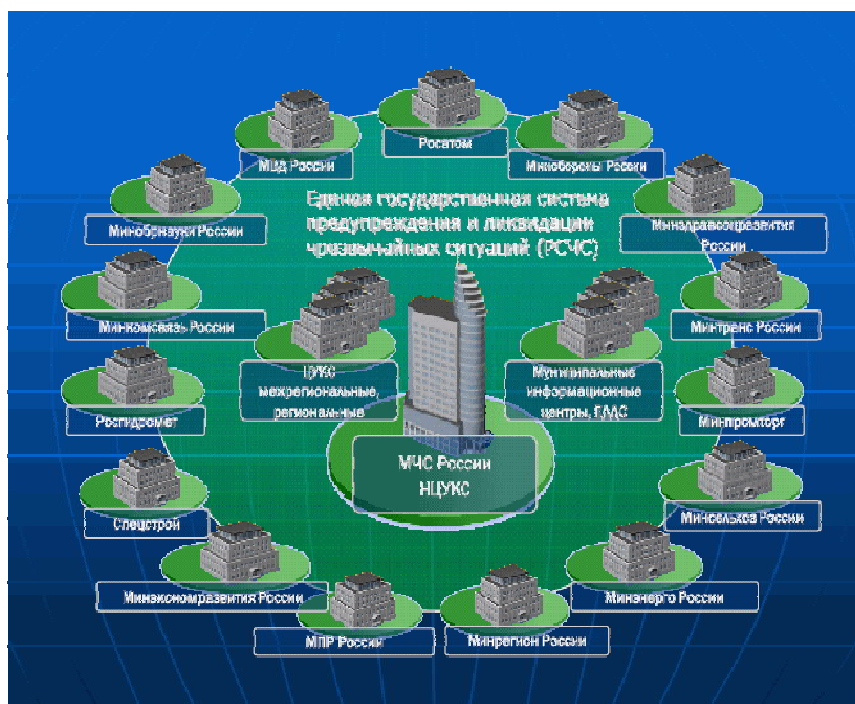 Росатом
МВД России
Минобороны России
Минобрнауки России
Единая государственная система
предупреждения и ликвидации
чрезвычайных ситуаций (РСЧС)
Минздравсоцразвития
России
Минкомсвязь России
Минтранс России
ЦУКС
межрегиональные,
региональные
Муниципальные
информационные
центры, ЕДДС
Росгидромет
Минпромторг
МЧС России
НЦУКС
Спецстрой
Минсельхоз России
Минэкономразвития России
Минэнерго России
МПР России
Минрегион России